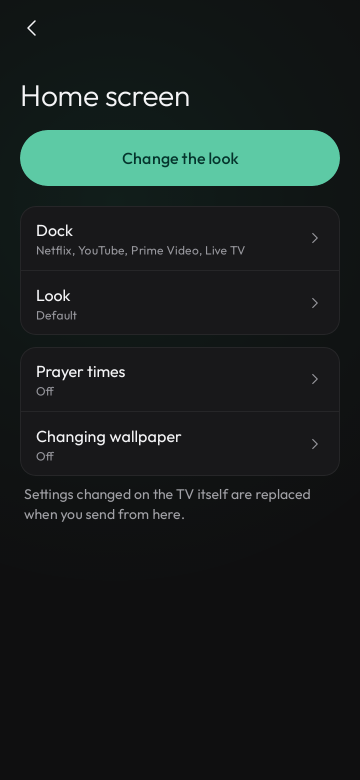 Home screen
Change the look
Dock
Netflix, YouTube, Prime Video, Live TV
Look
Default
Prayer times
Off
Changing wallpaper
Off
Settings changed on the TV itself are replaced
when you send from here.